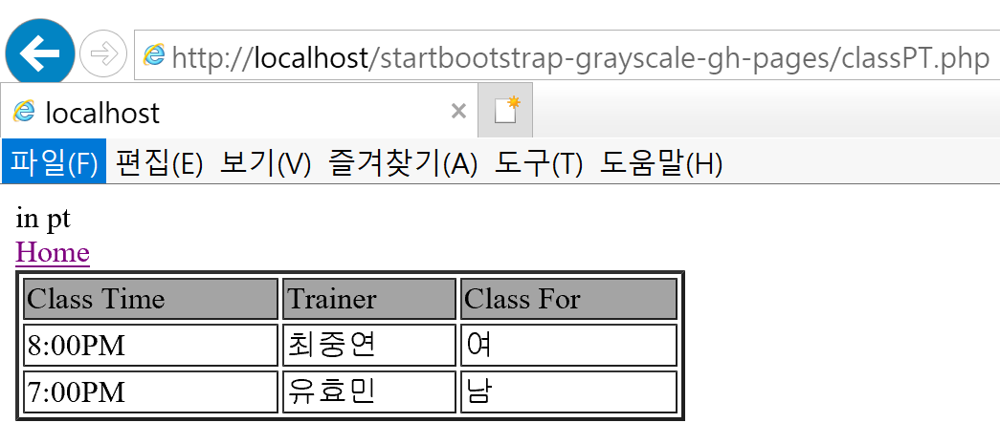 http://localhost/startbootstrap-grayscale-gh-pages/classPT.php
localhost
파일(F) 편집(E) 보기(V) 즐겨찾기(A) 도구(T) 도움말(H)
in pt
Home
Class Time Trainer Class For
8:00PM 최중연 여
7:00PM 유효민 남